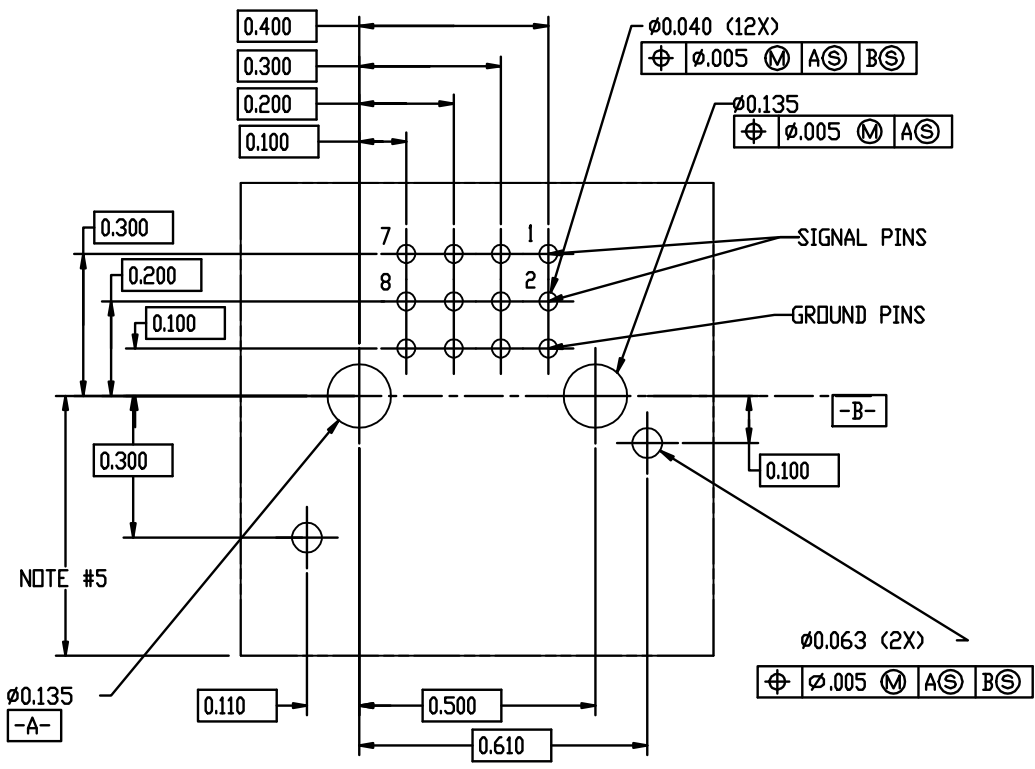 0.400
0.300
0.200
0.100
Ø0.040 (12X)
⌖ Ø.005 Ⓜ AⓈ BⓈ
Ø0.135
⌖ Ø.005 Ⓜ AⓈ
0.300
0.200
0.100
7
1
8
2
SIGNAL PINS
GROUND PINS
-B-
0.300
0.100
NOTE #5
Ø0.135
-A-
0.110
0.500
0.610
Ø0.063 (2X)
⌖ Ø.005 Ⓜ AⓈ BⓈ